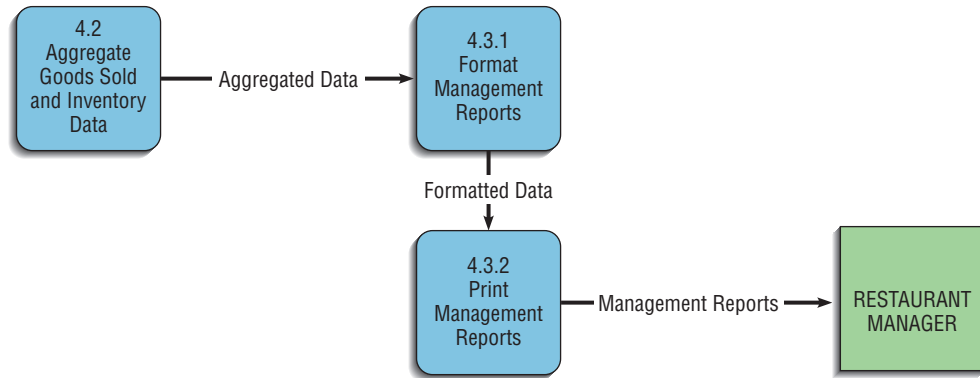 4.2
Aggregate
Goods Sold
and Inventory
Data
Aggregated Data
4.3.1
Format
Management
Reports
Formatted Data
4.3.2
Print
Management
Reports
Management Reports
RESTAURANT
MANAGER